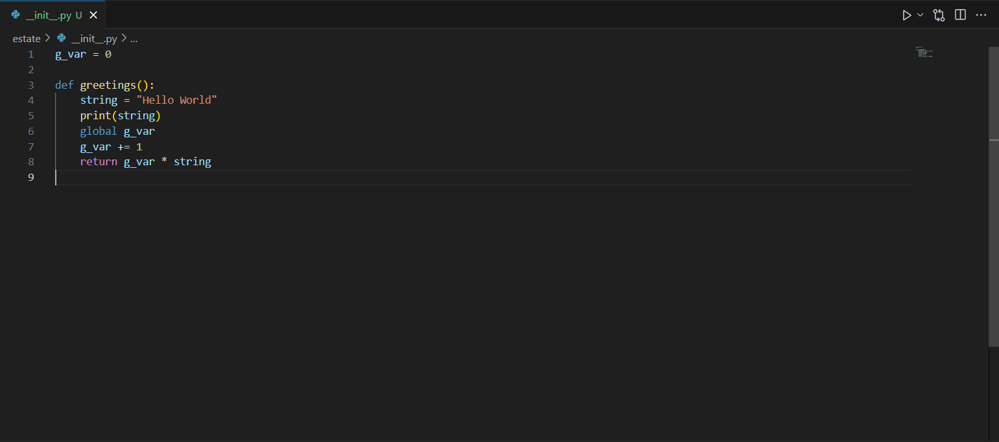 __init__.py U
estate > __init__.py > ...
1 g_var = 0
2
3 def greetings():
4     string = "Hello World"
5     print(string)
6     global g_var
7     g_var += 1
8     return g_var * string
9